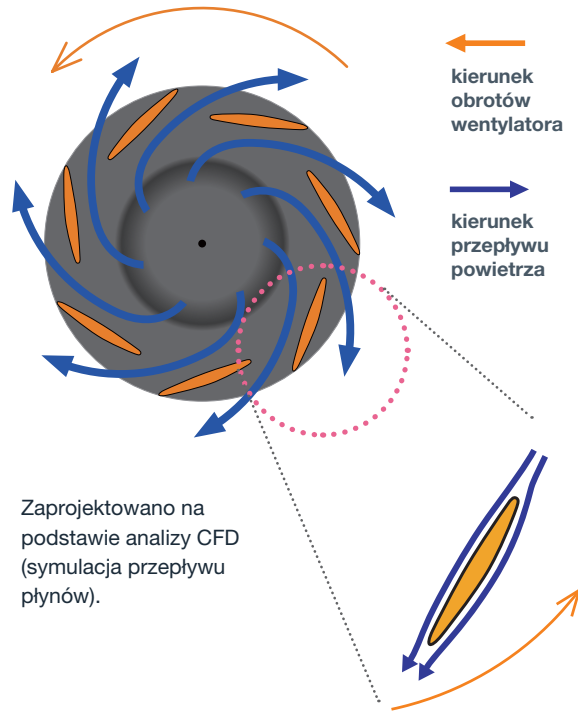 kierunek
obrotów
wentylatora
kierunek
przepływu
powietrza
Zaprojektowano na
podstawie analizy CFD
(symulacja przepływu
płynów).